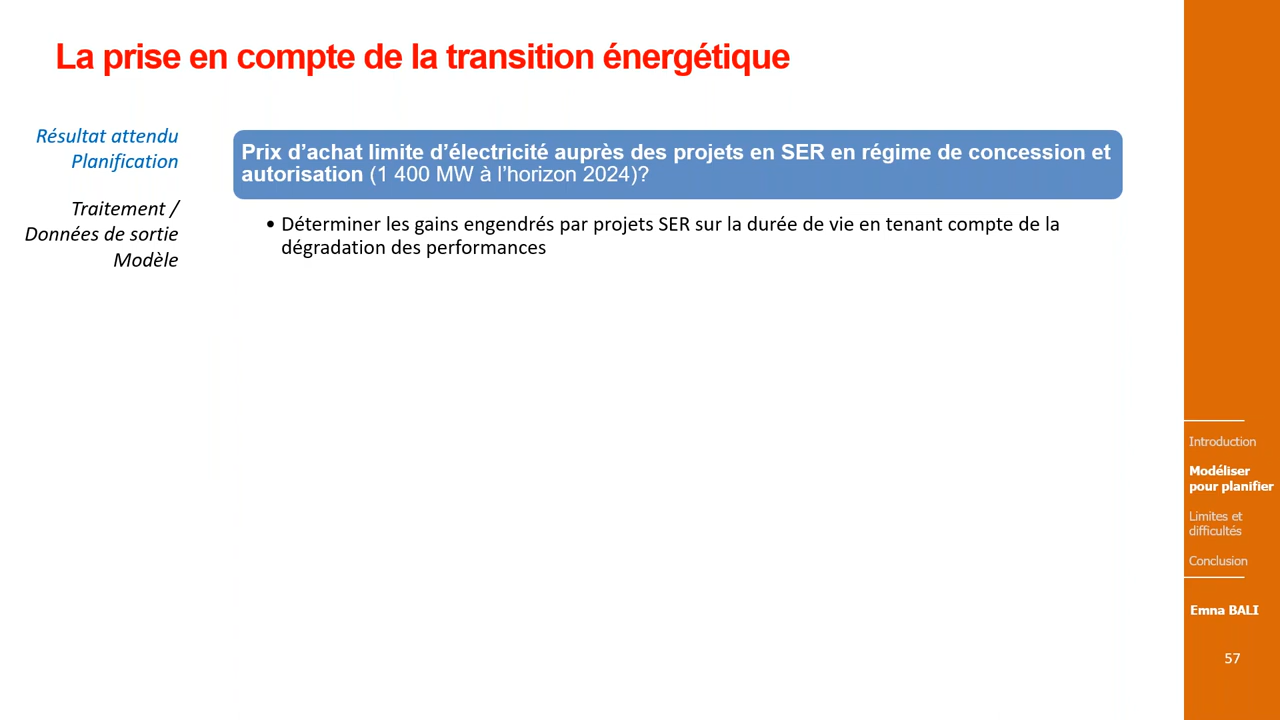 La prise en compte de la transition énergétique
Résultat attendu
Planification
Traitement /
Données de sortie
Modèle
Prix d’achat limite d’électricité auprès des projets en SER en régime de concession et
autorisation (1 400 MW à l’horizon 2024)?
• Déterminer les gains engendrés par projets SER sur la durée de vie en tenant compte de la
dégradation des performances
Introduction
Modéliser
pour planifier
Limites et
difficultés
Conclusion
Emna BALI
57